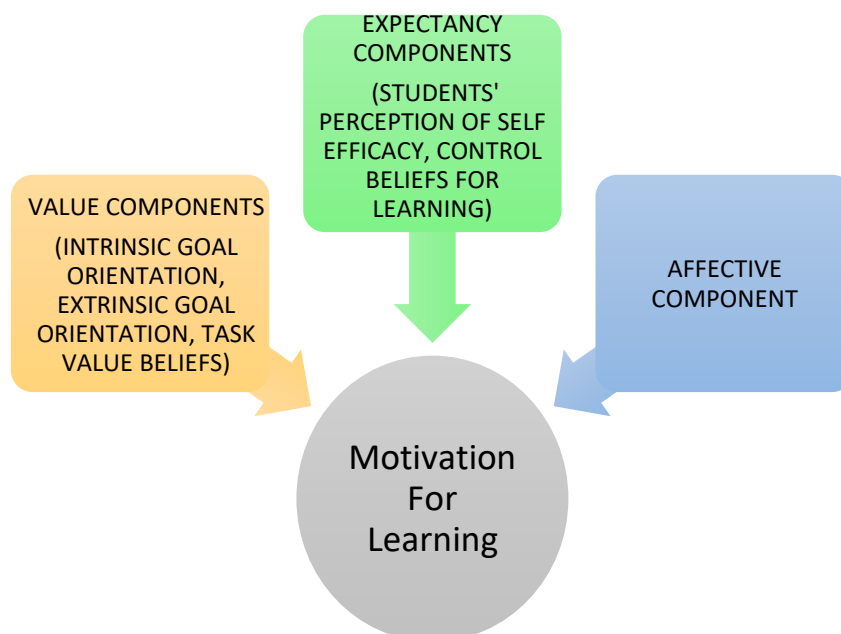 VALUE COMPONENTS
(INTRINSIC GOAL
ORIENTATION,
EXTRINSIC GOAL
ORIENTATION, TASK
VALUE BELIEFS)
EXPECTANCY
COMPONENTS
(STUDENTS'
PERCEPTION OF SELF
EFFICACY, CONTROL
BELIEFS FOR
LEARNING)
AFFECTIVE
COMPONENT
Motivation
For
Learning